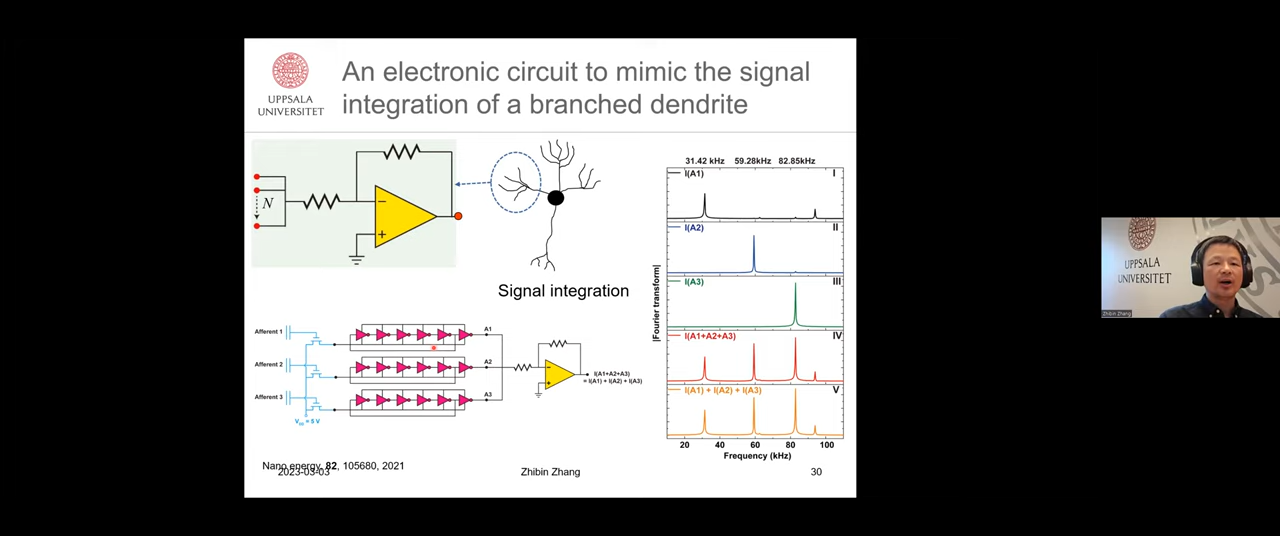 UPPSALA
UNIVERSITET
An electronic circuit to mimic the signal
integration of a branched dendrite
N
−
+
Signal integration
Afferent 1
Afferent 2
Afferent 3
A1
A2
A3
I(A1+A2+A3)
= I(A1) + I(A2) + I(A3)
31.42 kHz 59.28kHz 82.85kHz
I(A1) I
I(A2) II
I(A3) III
I(A1+A2+A3) IV
I(A1) + I(A2) + I(A3) V
|Fourier transform|
20 40 60 80 100
Frequency (kHz)
Nano energy, 82, 105680, 2021
2023-03-03
Zhibin Zhang
30
UPPSALA
UNIVERSITET
Zhibin Zhang